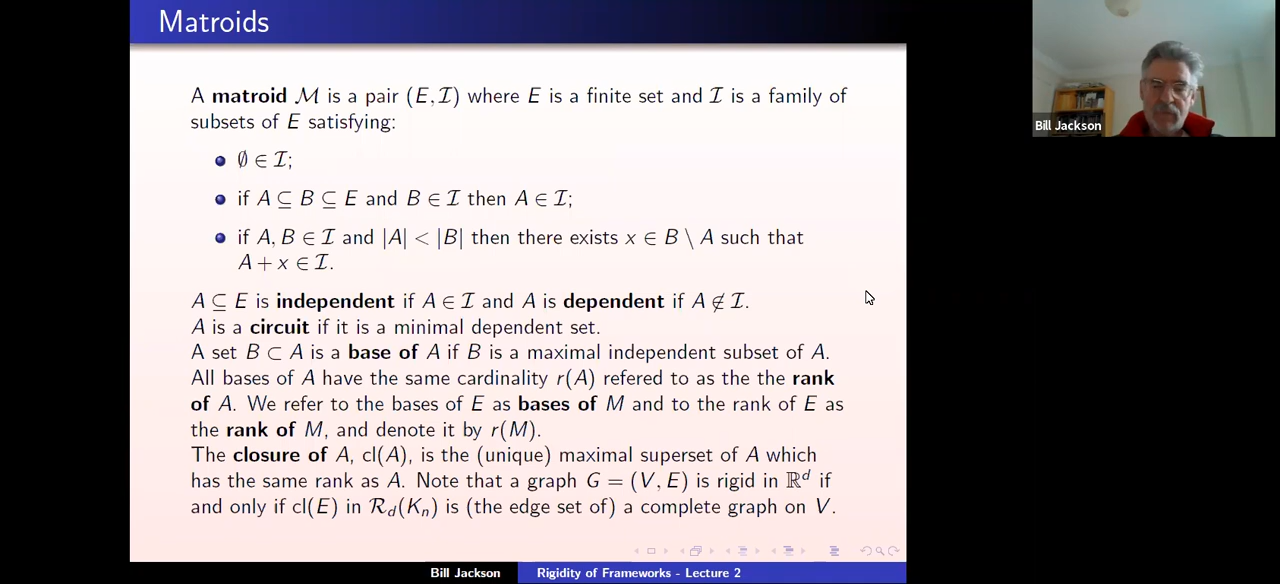 Matroids
A matroid ℳ is a pair (E, ℐ) where E is a finite set and ℐ is a family of
subsets of E satisfying:
∅ ∈ ℐ;
if A ⊆ B ⊆ E and B ∈ ℐ then A ∈ ℐ;
if A, B ∈ ℐ and |A| < |B| then there exists x ∈ B \ A such that
A + x ∈ ℐ.
A ⊆ E is independent if A ∈ ℐ and A is dependent if A ∉ ℐ.
A is a circuit if it is a minimal dependent set.
A set B ⊂ A is a base of A if B is a maximal independent subset of A.
All bases of A have the same cardinality r(A) refered to as the the rank
of A. We refer to the bases of E as bases of M and to the rank of E as
the rank of M, and denote it by r(M).
The closure of A, cl(A), is the (unique) maximal superset of A which
has the same rank as A. Note that a graph G = (V, E) is rigid in ℝᵈ if
and only if cl(E) in ℛ_d(K_n) is (the edge set of) a complete graph on V.
Bill Jackson
Rigidity of Frameworks - Lecture 2
Bill Jackson